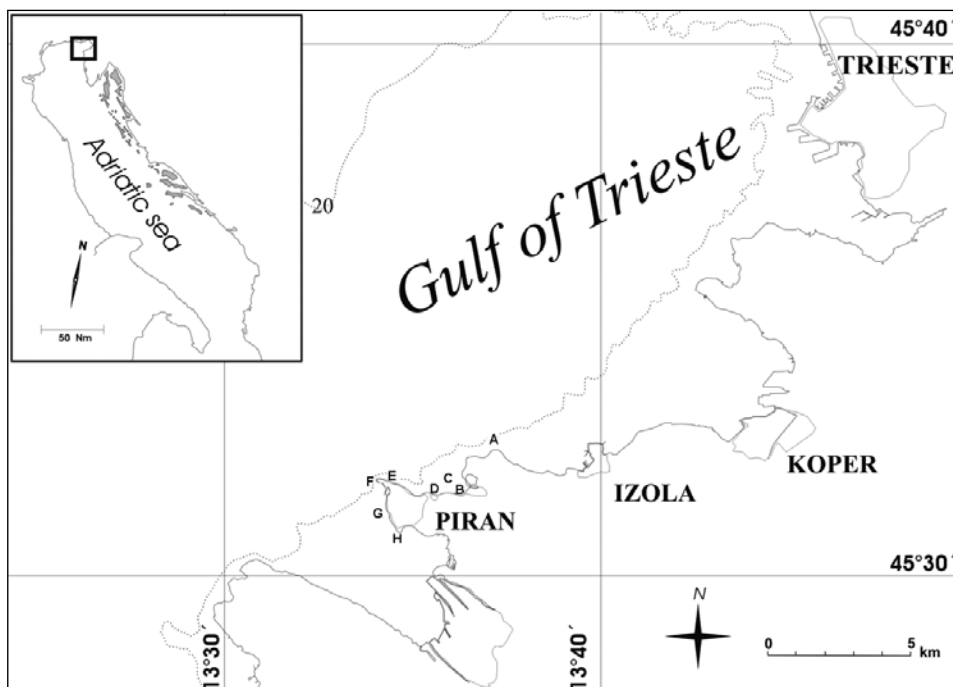 45°40´
TRIESTE
Adriatic sea
N
50 Nm
20
Gulf of Trieste
A
KOPER
IZOLA
F
E
C
D
B
G
PIRAN
H
45°30´
N
0
5
km
13°30´
13°40´